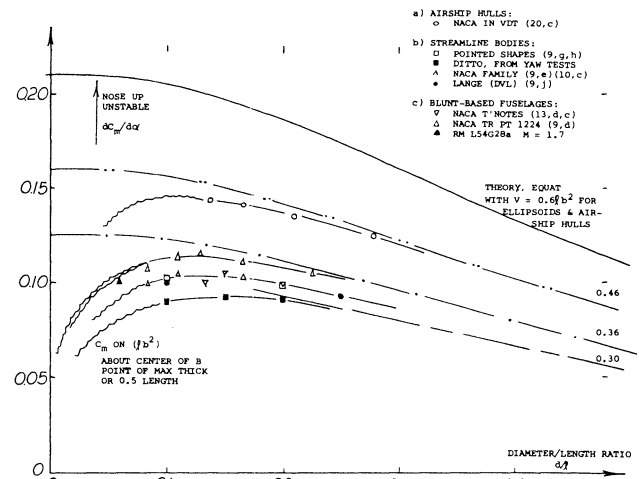 a) AIRSHIP HULLS:
o NACA IN VDT (20,c)
b) STREAMLINE BODIES:
□ POINTED SHAPES (9,g,h)
■ DITTO, FROM YAW TESTS
^ NACA FAMILY (9,e)(10,c)
● LANGE (DVL) (9,j)
c) BLUNT-BASED FUSELAGES:
▽ NACA T'NOTES (13,d,c)
△ NACA TR PT 1224 (9,d)
▲ RM L54G28a M = 1.7
0.20
NOSE UP
UNSTABLE
dCm/dα
0.15
THEORY, EQUAT
WITH V = 0.6ℓb² FOR
ELLIPSOIDS & AIR-
SHIP HULLS
0.10
0.46
0.36
0.30
Cm ON (ℓb²)
ABOUT CENTER OF B
POINT OF MAX THICK
OR 0.5 LENGTH
0.05
DIAMETER/LENGTH RATIO
d/ℓ
0